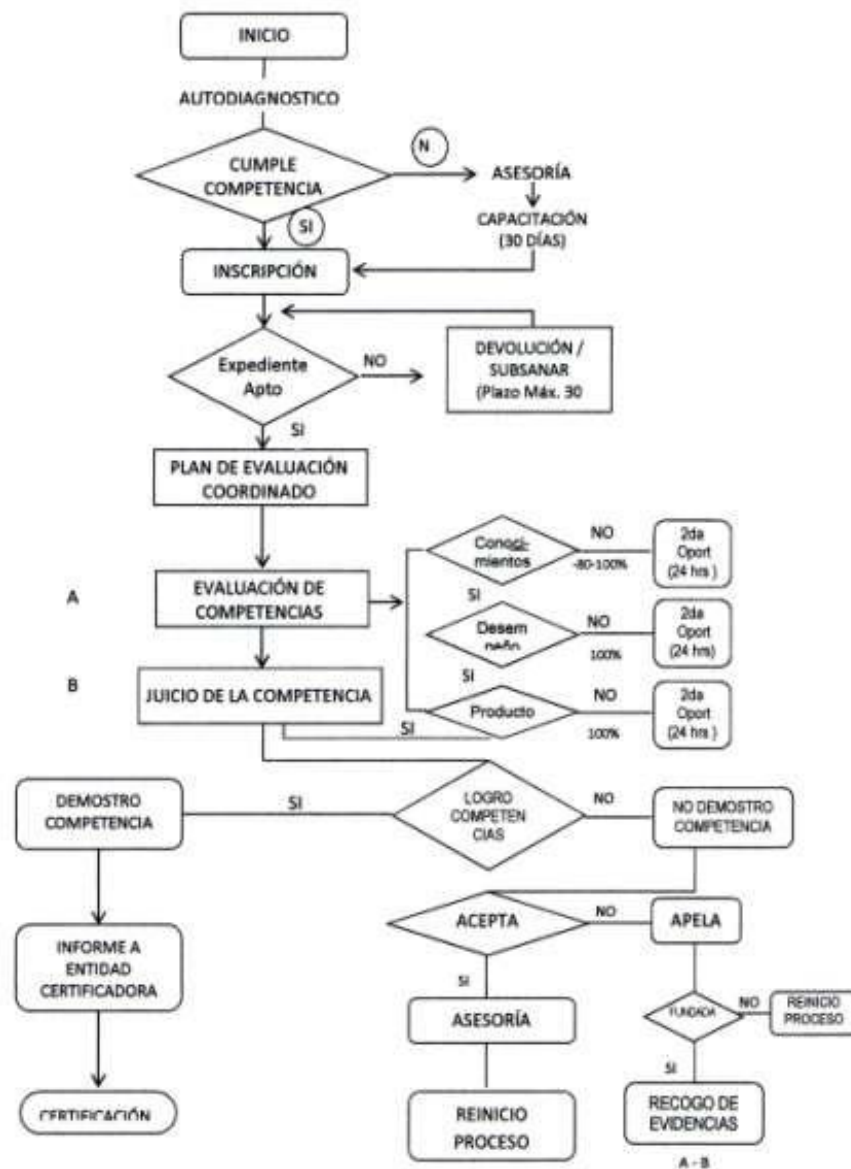 INICIO
AUTODIAGNOSTICO
N
CUMPLE
COMPETENCIA
ASESORÍA
SI
CAPACITACIÓN
(30 DÍAS)
INSCRIPCIÓN
Expediente
Apto
NO
DEVOLUCIÓN /
SUBSANAR
(Plazo Máx. 30
SI
PLAN DE EVALUACIÓN
COORDINADO
Conoci-
mientos
NO
-80-100%
2da
Oport
(24 hrs )
A
EVALUACIÓN DE
COMPETENCIAS
SI
Desem
peño
NO
100%
2da
Oport
(24 hrs)
B
JUICIO DE LA COMPETENCIA
SI
Producto
NO
100%
2da
Oport
(24 hrs )
SI
DEMOSTRO
COMPETENCIA
SI
LOGRO
COMPETEN
CIAS
NO
NO DEMOSTRO
COMPETENCIA
ACEPTA
NO
APELA
INFORME A
ENTIDAD
CERTIFICADORA
SI
ASESORÍA
FUNDADA
NO
REINICIO
PROCESO
SI
CERTIFICACIÓN
REINICIO
PROCESO
RECOGO DE
EVIDENCIAS
A - B